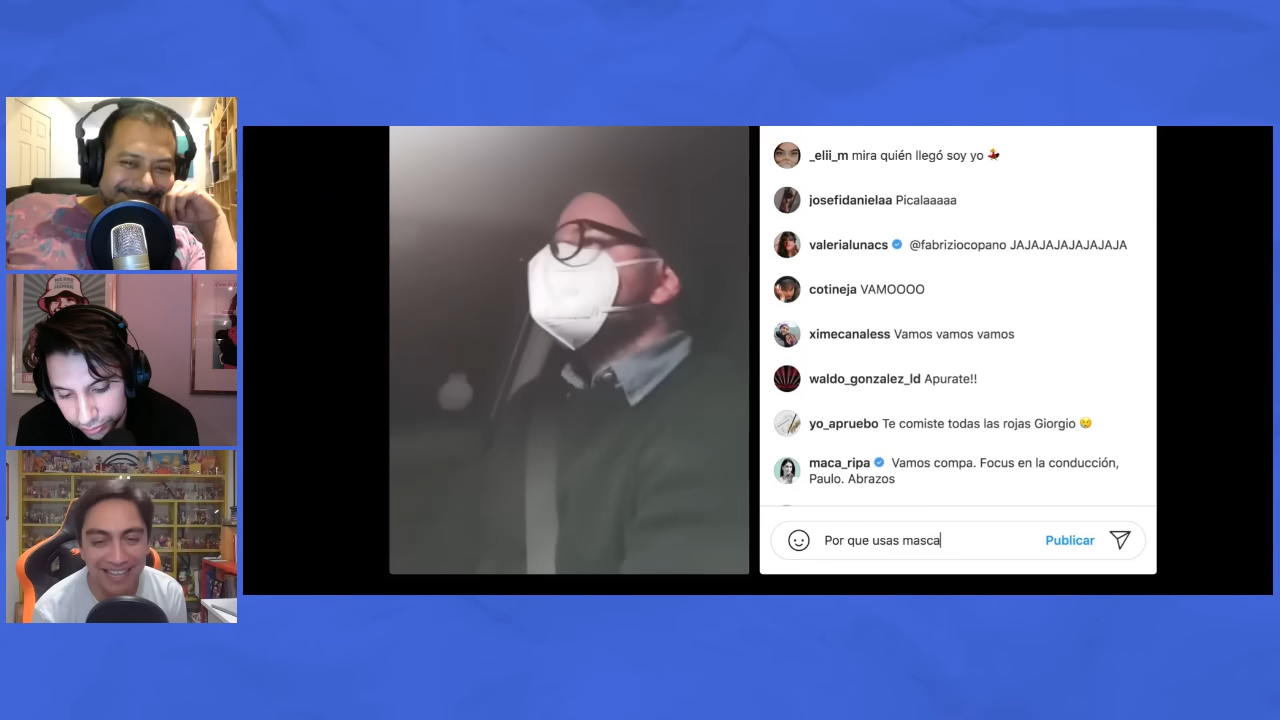 _elii_m mira quién llegó soy yo 💃
josefidanielaa Picalaaaaa
valerialunacs @fabriziocopano JAJAJAJAJAJAJAJA
cotineja VAMOOOO
ximecanaless Vamos vamos vamos
waldo_gonzalez_ld Apurate!!
yo_apruebo Te comiste todas las rojas Giorgio 😢
maca_ripa Vamos compa. Focus en la conducción,
Paulo. Abrazos
Por que usas masca
Publicar